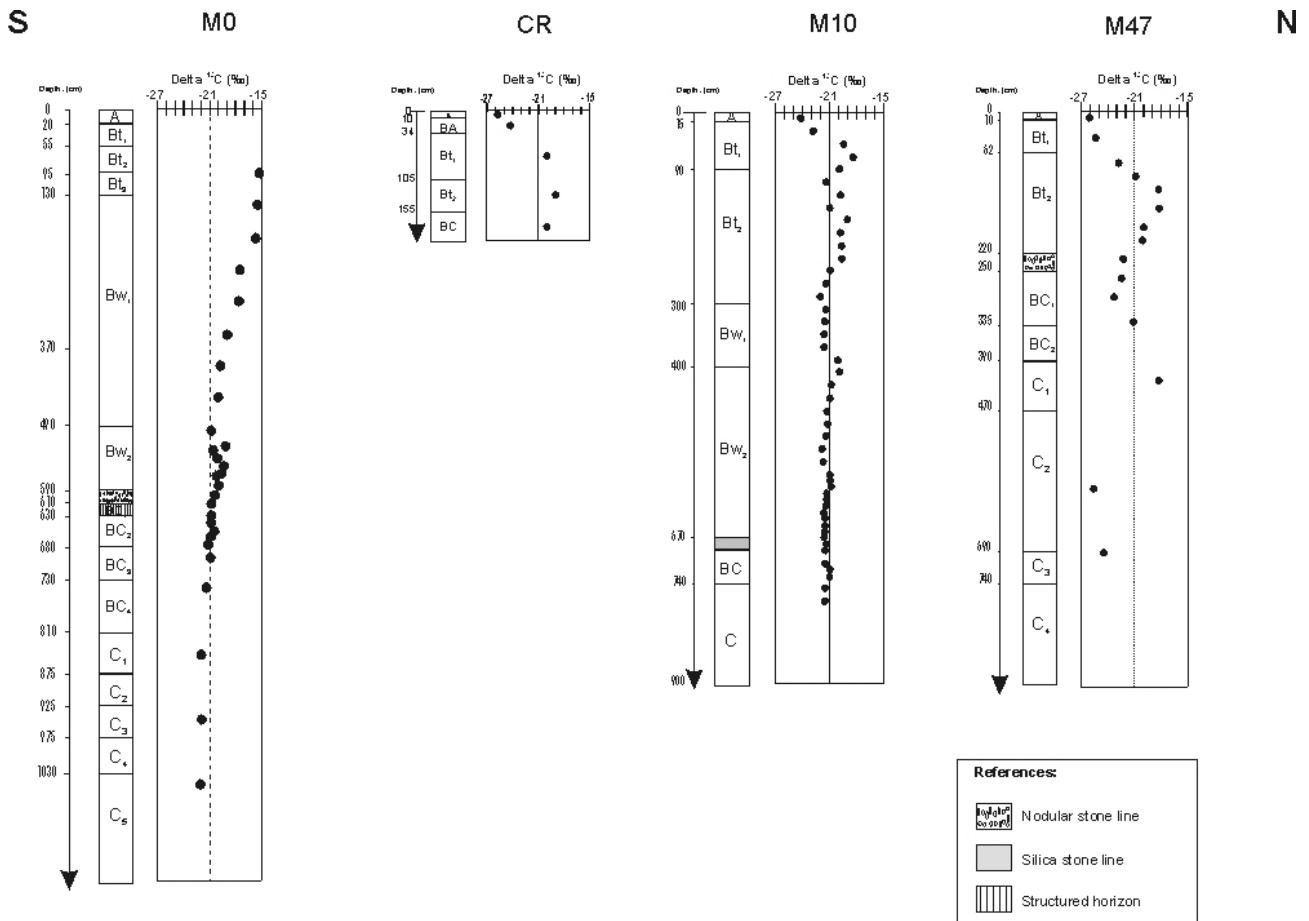 S M0 CR M10 M47 N
Depth. (cm)
Delta ¹³C (‰)
-27 -21 -15
0
20
55
95
130
370
490
590
610
630
680
730
810
875
925
975
1030
A
Bt₁
Bt₂
Bt₃
Bw₁
Bw₂
BC₂
BC₃
BC₄
C₁
C₂
C₃
C₄
C₅
Depth. (cm)
Delta ¹³C (‰)
-27 -21 -15
0
10
34
105
155
A
BA
Bt₁
Bt₂
BC
Depth. (cm)
Delta ¹³C (‰)
-27 -21 -15
0
15
90
300
400
670
740
900
A
Bt₁
Bt₂
Bw₁
Bw₂
BC
C
Depth. (cm)
Delta ¹³C (‰)
-27 -21 -15
0
10
62
220
250
335
390
470
690
740
A
Bt₁
Bt₂
BC₁
BC₂
C₁
C₂
C₃
C₄
References:
Nodular stone line
Silica stone line
Structured horizon